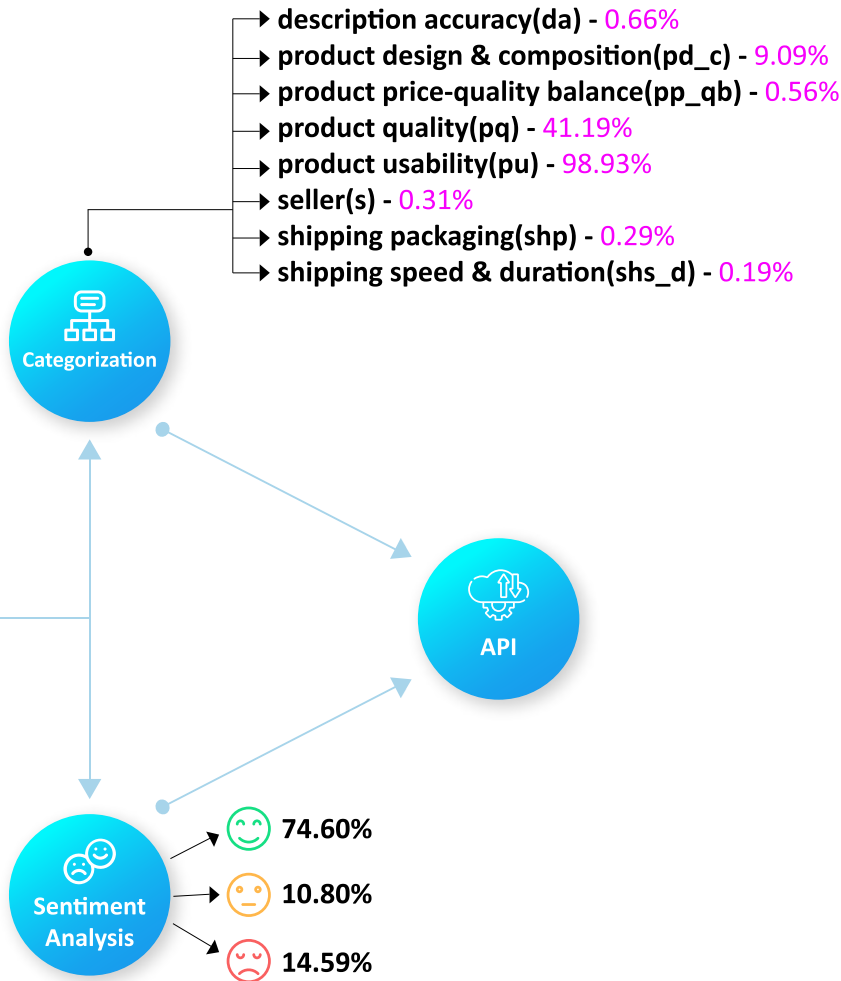 description accuracy(da) - 0.66%
product design & composition(pd_c) - 9.09%
product price-quality balance(pp_qb) - 0.56%
product quality(pq) - 41.19%
product usability(pu) - 98.93%
seller(s) - 0.31%
shipping packaging(shp) - 0.29%
shipping speed & duration(shs_d) - 0.19%
Categorization
API
Sentiment
Analysis
74.60%
10.80%
14.59%